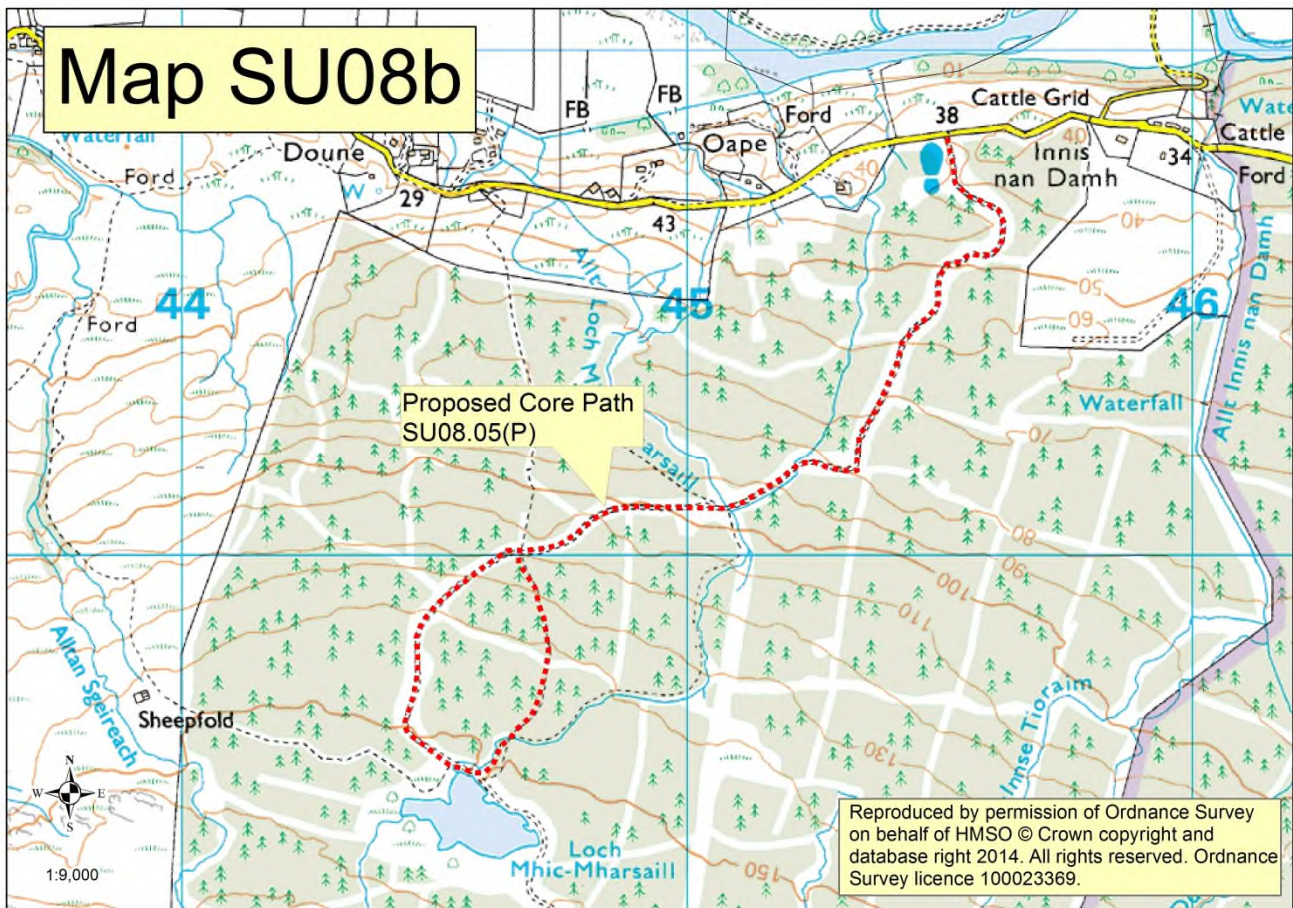 Map SU08b
Waterfall
Ford
Doune
W
29
FB
FB
Oape
Ford
43
38
Cattle Grid
10
40
40
Innis
nan Damh
34
Cattle
Ford
40
50
60
44
45
46
Ford
Allt Loch M
arsaill
Proposed Core Path
SU08.05(P)
Waterfall
Allt Innis nan Damh
70
80
90
100
110
130
150
Alltan Sgeireach
Sheepfold
Innse Tioraim
Loch
Mhic-Mharsaill
N
W
E
S
1:9,000
Reproduced by permission of Ordnance Survey
on behalf of HMSO © Crown copyright and
database right 2014. All rights reserved. Ordnance
Survey licence 100023369.